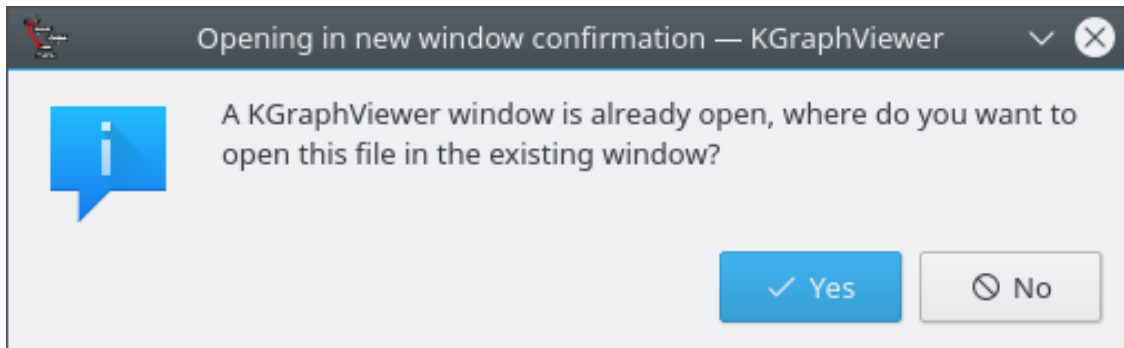 Opening in new window confirmation — KGraphViewer
A KGraphViewer window is already open, where do you want to
open this file in the existing window?
Yes
No